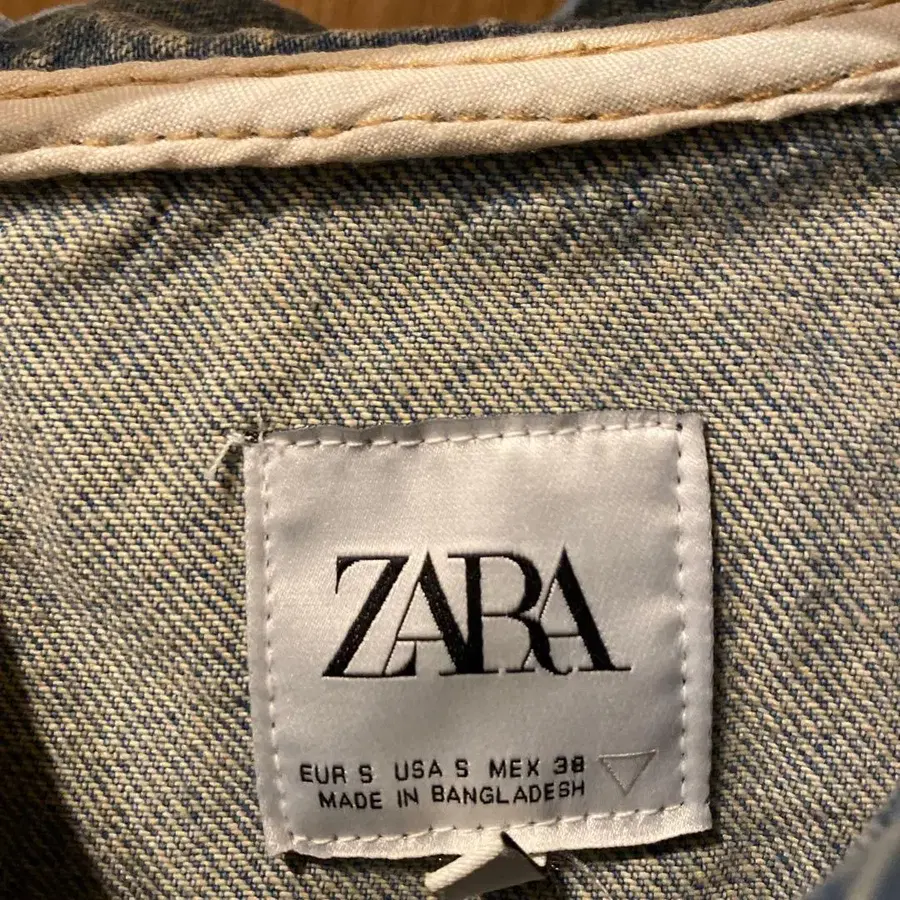 ZARA
EUR S USA S MEX 38
MADE IN BANGLADESH